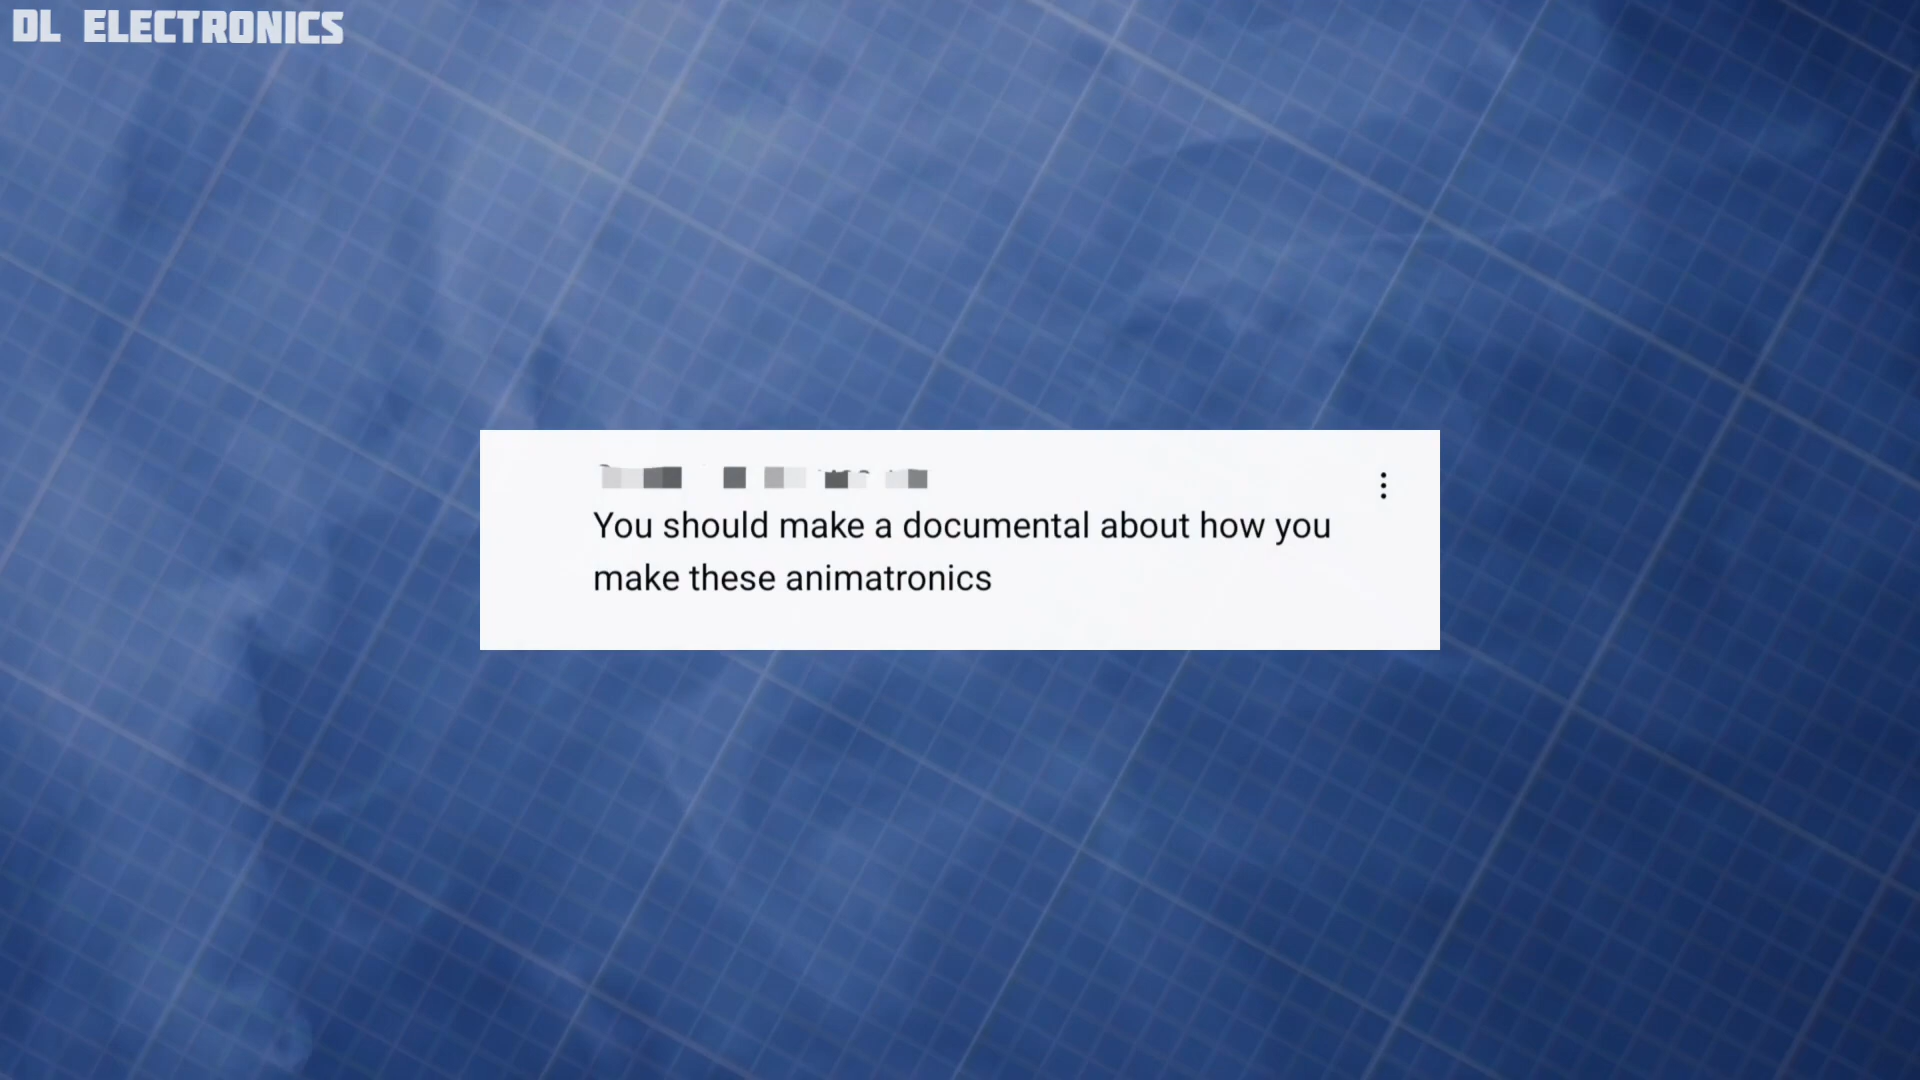 DL ELECTRONICS
You should make a documental about how you
make these animatronics